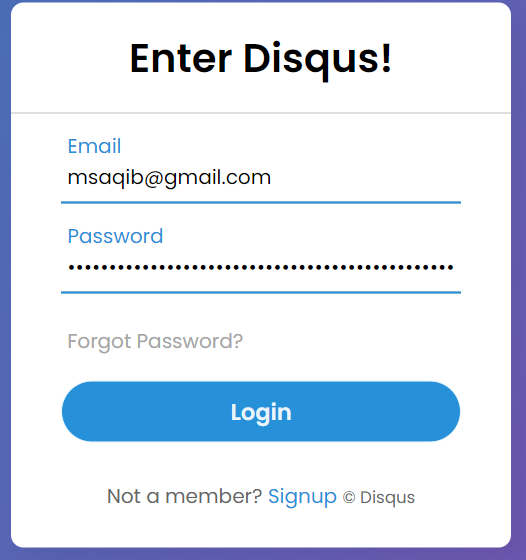 Enter Disqus!
Email
msaqib@gmail.com
Password
Forgot Password?
Login
Not a member? Signup © Disqus